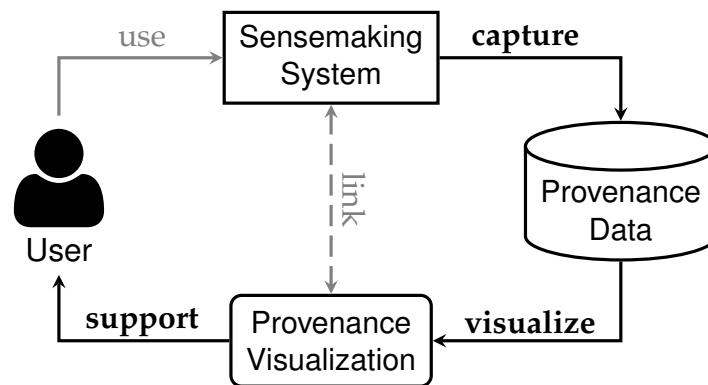 use
Sensemaking
System
capture
link
Provenance
Data
User
support
Provenance
Visualization
visualize